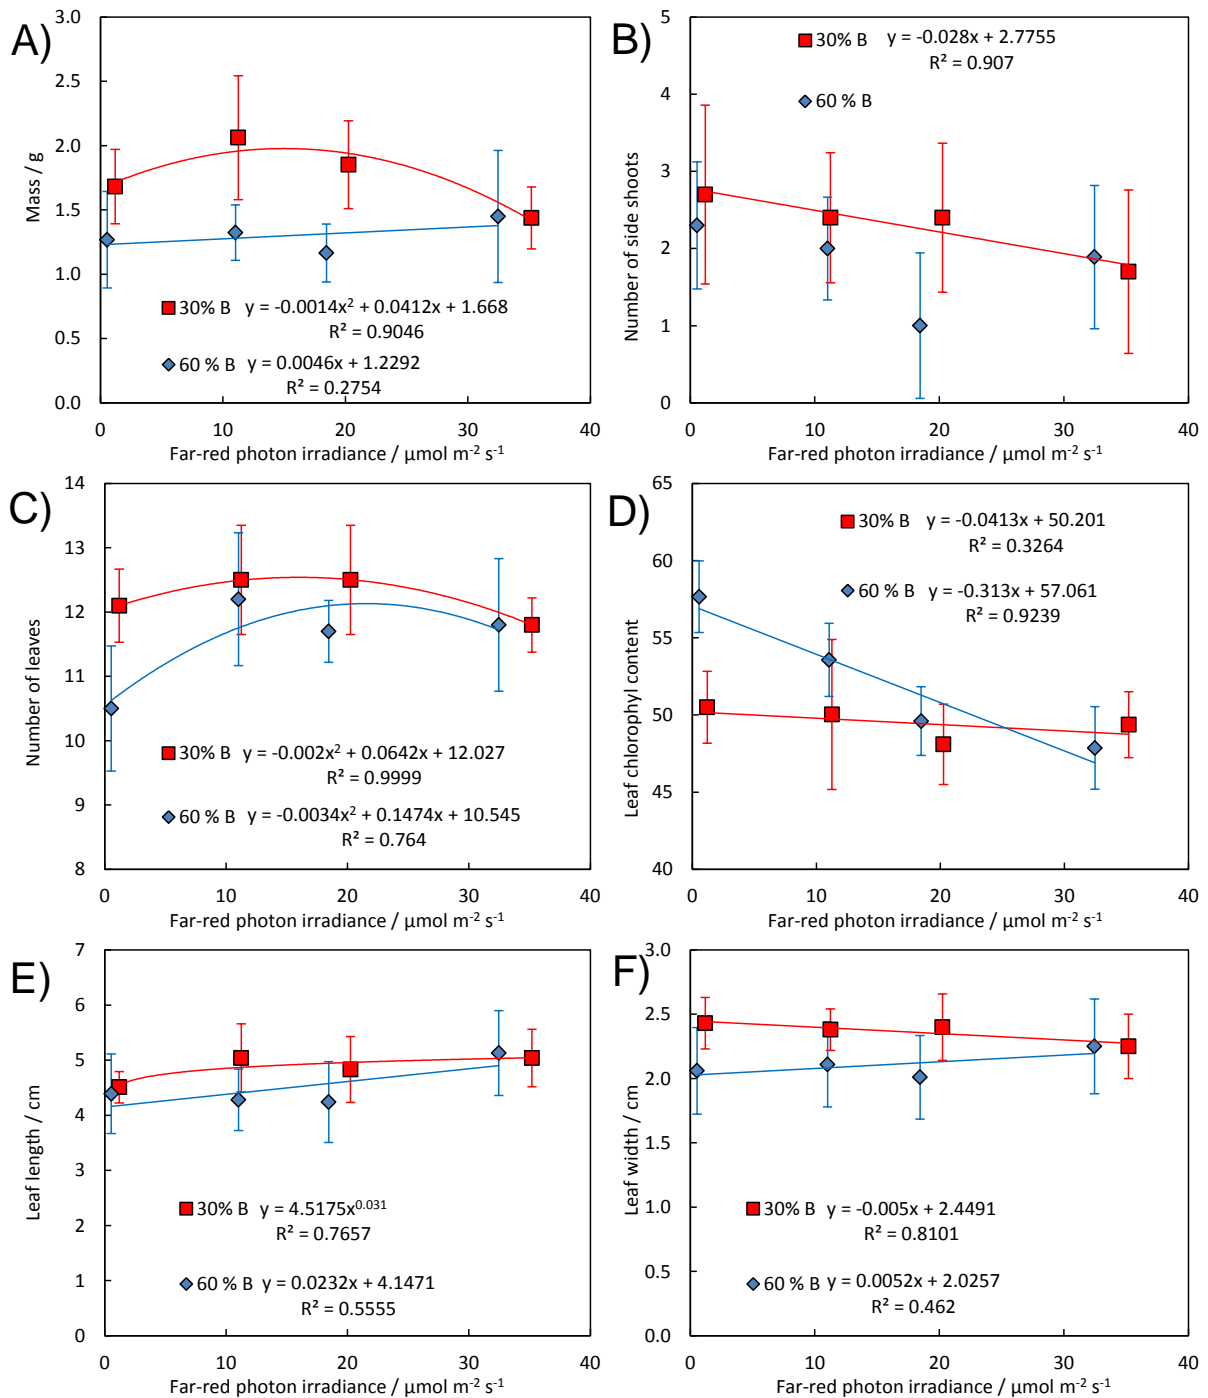 A)
3.0
2.5
2.0
1.5
1.0
0.5
0.0
Mass / g
30% B y = -0.0014x² + 0.0412x + 1.668
R² = 0.9046
60 % B y = 0.0046x + 1.2292
R² = 0.2754
0 10 20 30 40
Far-red photon irradiance / µmol m⁻² s⁻¹
B)
5
4
3
2
1
0
Number of side shoots
30% B y = -0.028x + 2.7755
R² = 0.907
60 % B
0 10 20 30 40
Far-red photon irradiance / µmol m⁻² s⁻¹
C)
14
13
12
11
10
9
8
Number of leaves
30% B y = -0.002x² + 0.0642x + 12.027
R² = 0.9999
60 % B y = -0.0034x² + 0.1474x + 10.545
R² = 0.764
0 10 20 30 40
Far-red photon irradiance / µmol m⁻² s⁻¹
D)
65
60
55
50
45
40
Leaf chlorophyl content
30% B y = -0.0413x + 50.201
R² = 0.3264
60 % B y = -0.313x + 57.061
R² = 0.9239
0 10 20 30 40
Far-red photon irradiance / µmol m⁻² s⁻¹
E)
7
6
5
4
3
2
1
0
Leaf length / cm
30% B y = 4.5175x⁰·⁰³¹
R² = 0.7657
60 % B y = 0.0232x + 4.1471
R² = 0.5555
0 10 20 30 40
Far-red photon irradiance / µmol m⁻² s⁻¹
F)
3.0
2.5
2.0
1.5
1.0
0.5
0.0
Leaf width / cm
30% B y = -0.005x + 2.4491
R² = 0.8101
60 % B y = 0.0052x + 2.0257
R² = 0.462
0 10 20 30 40
Far-red photon irradiance / µmol m⁻² s⁻¹